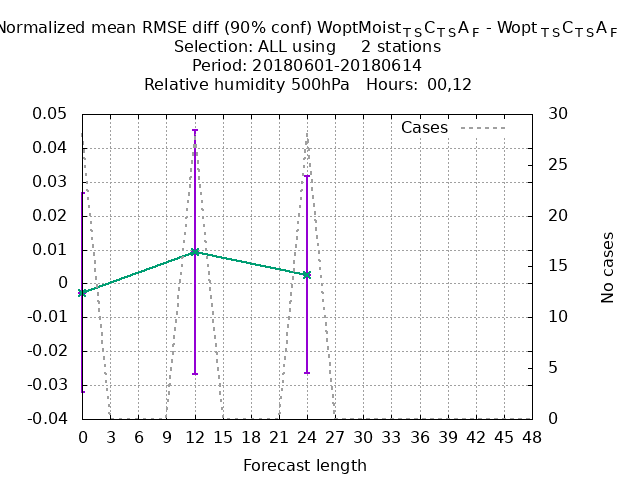 Normalized mean RMSE diff (90% conf) WoptMoist_TSC_TSA_F - Wopt_TSC_TSA_F
Selection: ALL using 2 stations
Period: 20180601-20180614
Relative humidity 500hPa Hours: 00,12
Cases
0.05
0.04
0.03
0.02
0.01
0
-0.01
-0.02
-0.03
-0.04
30
25
20
15
10
5
0
No cases
0 3 6 9 12 15 18 21 24 27 30 33 36 39 42 45 48
Forecast length